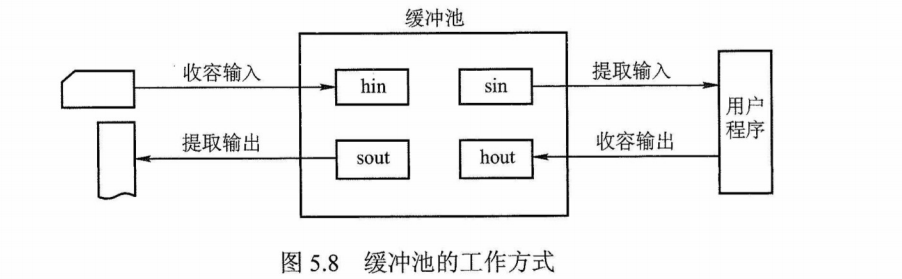 缓冲池
收容输入
hin
sin
提取输入
用户
程序
提取输出
sout
hout
收容输出
图 5.8 缓冲池的工作方式